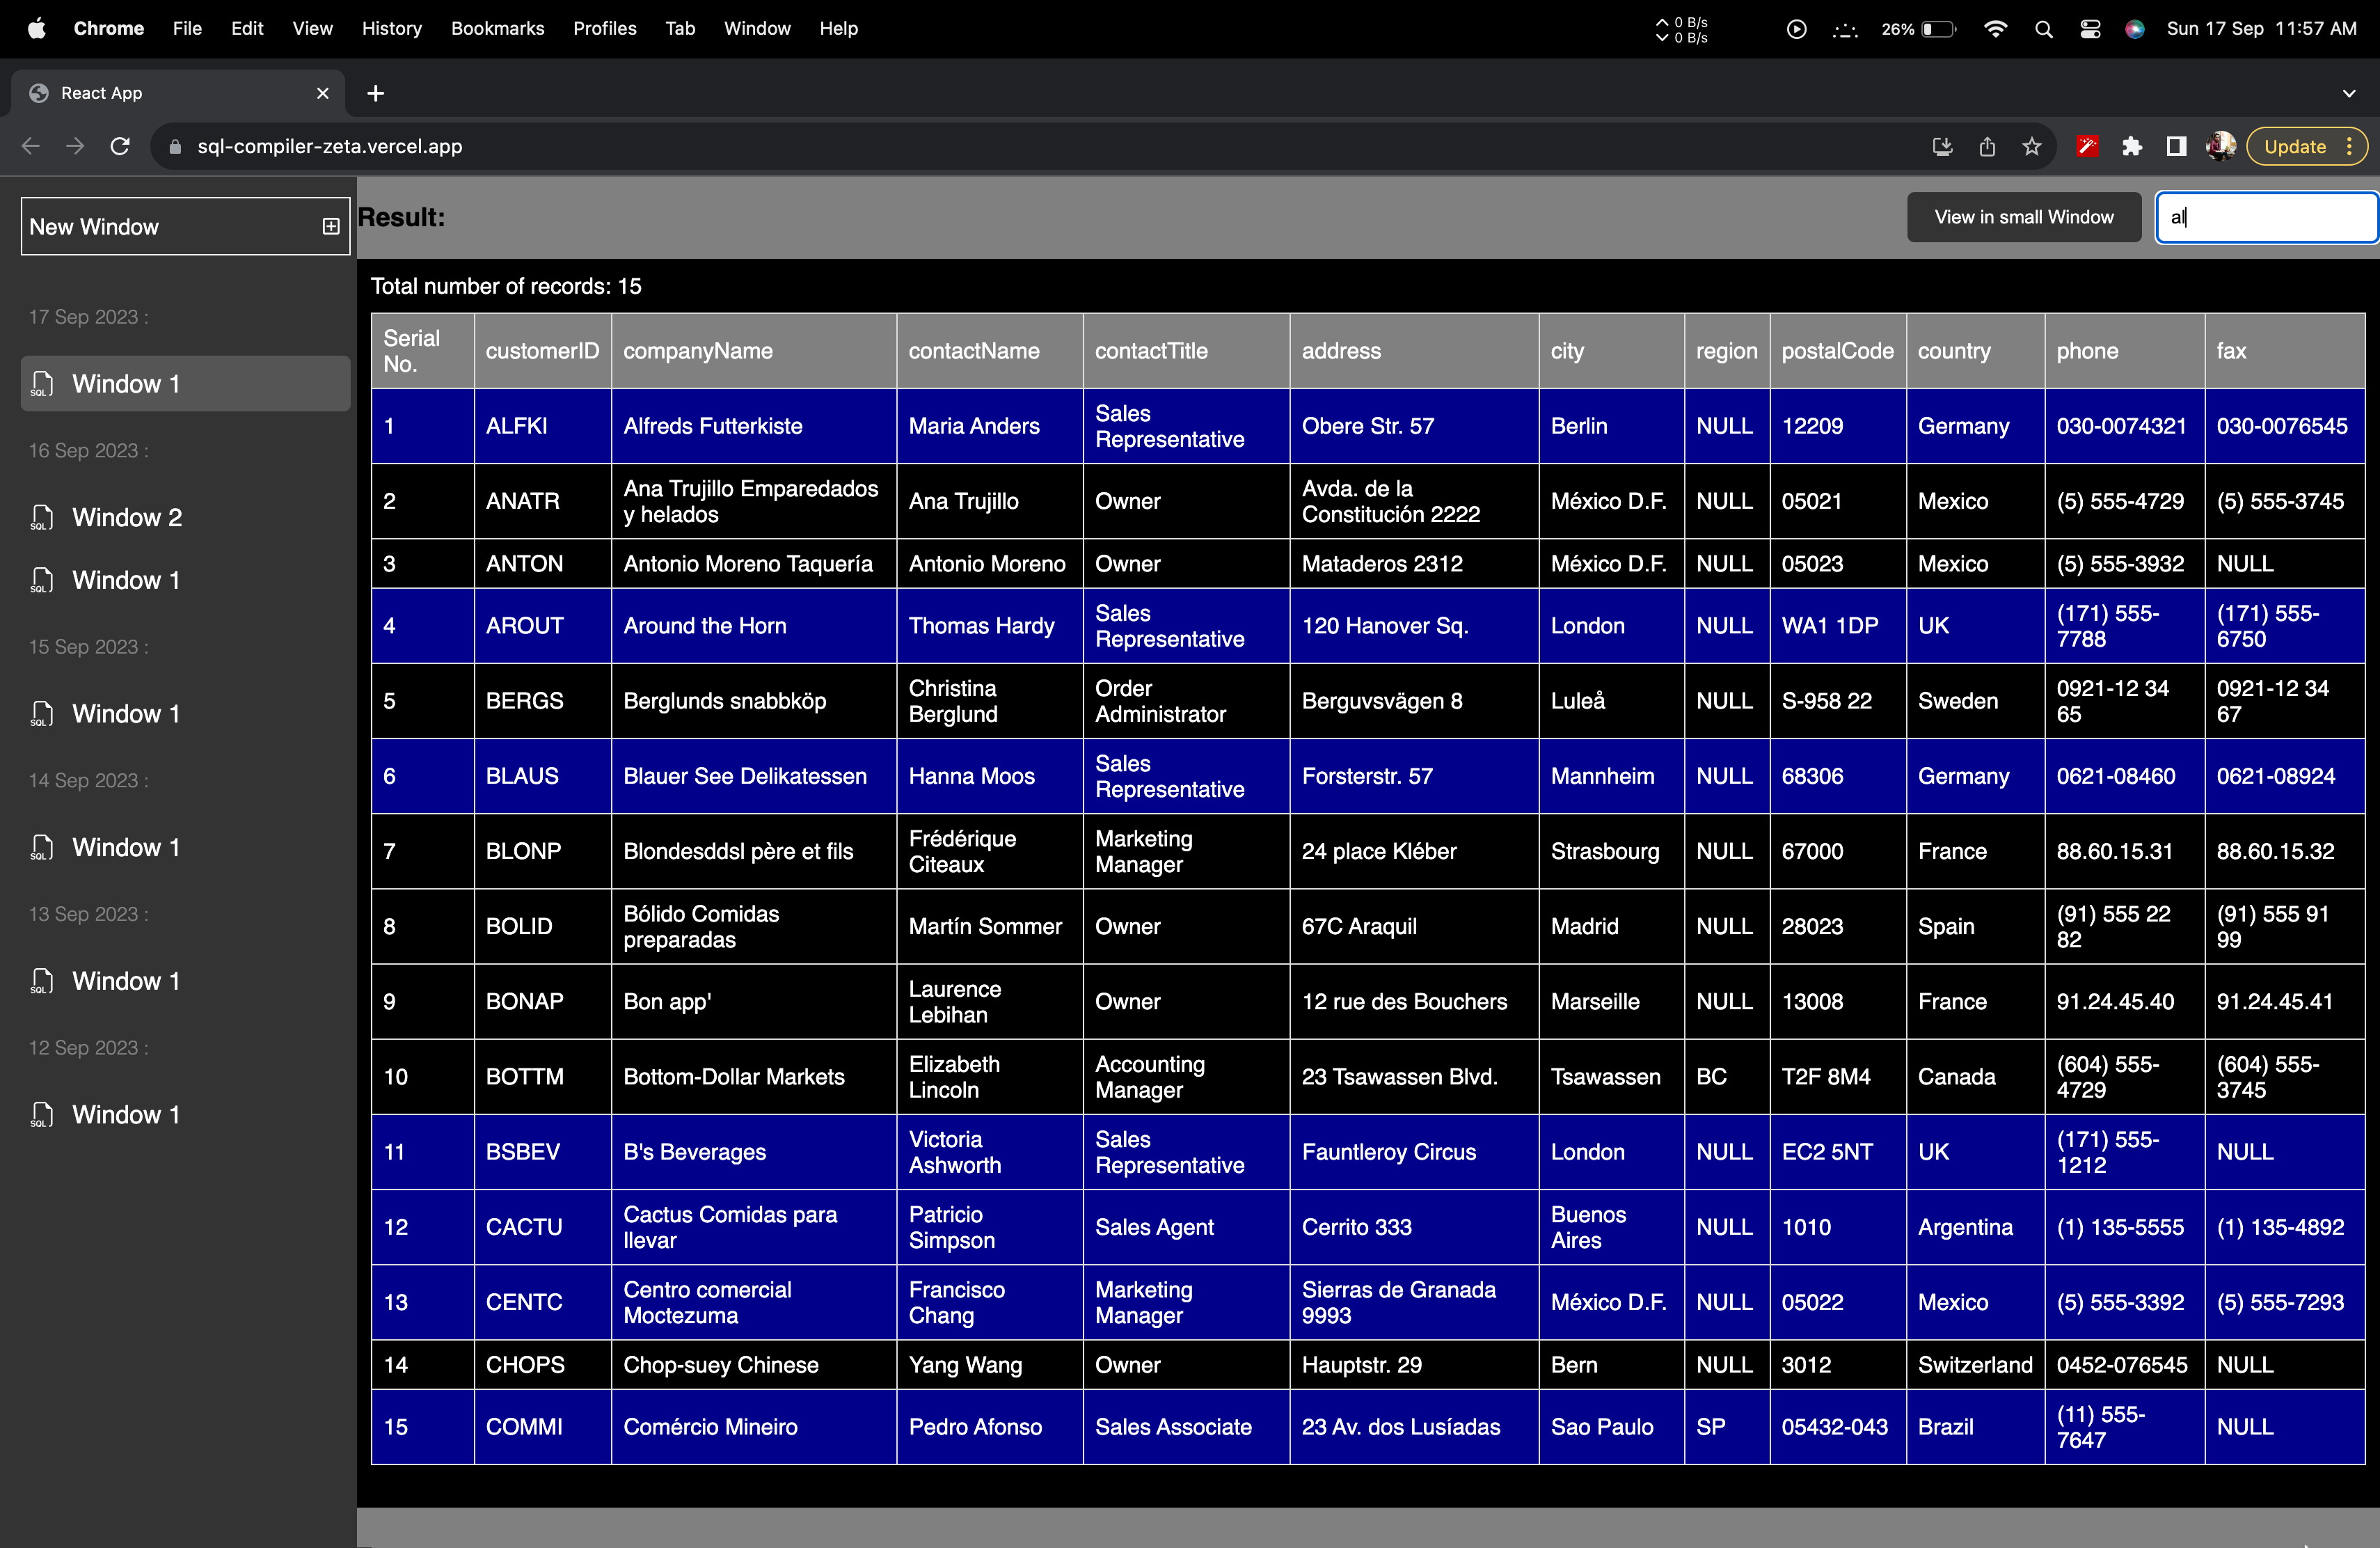 Chrome File Edit View History Bookmarks Profiles Tab Window Help 0 B/s 0 B/s 26% Sun 17 Sep 11:57 AM
React App
sql-compiler-zeta.vercel.app Update
New Window
17 Sep 2023 :
SQL Window 1
16 Sep 2023 :
SQL Window 2
SQL Window 1
15 Sep 2023 :
SQL Window 1
14 Sep 2023 :
SQL Window 1
13 Sep 2023 :
SQL Window 1
12 Sep 2023 :
SQL Window 1
Result: View in small Window al
Total number of records: 15
Serial No. customerID companyName contactName contactTitle address city region postalCode country phone fax
1 ALFKI Alfreds Futterkiste Maria Anders Sales Representative Obere Str. 57 Berlin NULL 12209 Germany 030-0074321 030-0076545
2 ANATR Ana Trujillo Emparedados y helados Ana Trujillo Owner Avda. de la Constitución 2222 México D.F. NULL 05021 Mexico (5) 555-4729 (5) 555-3745
3 ANTON Antonio Moreno Taquería Antonio Moreno Owner Mataderos 2312 México D.F. NULL 05023 Mexico (5) 555-3932 NULL
4 AROUT Around the Horn Thomas Hardy Sales Representative 120 Hanover Sq. London NULL WA1 1DP UK (171) 555-7788 (171) 555-6750
5 BERGS Berglunds snabbköp Christina Berglund Order Administrator Berguvsvägen 8 Luleå NULL S-958 22 Sweden 0921-12 34 65 0921-12 34 67
6 BLAUS Blauer See Delikatessen Hanna Moos Sales Representative Forsterstr. 57 Mannheim NULL 68306 Germany 0621-08460 0621-08924
7 BLONP Blondesddsl père et fils Frédérique Citeaux Marketing Manager 24 place Kléber Strasbourg NULL 67000 France 88.60.15.31 88.60.15.32
8 BOLID Bólido Comidas preparadas Martín Sommer Owner 67C Araquil Madrid NULL 28023 Spain (91) 555 22 82 (91) 555 91 99
9 BONAP Bon app' Laurence Lebihan Owner 12 rue des Bouchers Marseille NULL 13008 France 91.24.45.40 91.24.45.41
10 BOTTM Bottom-Dollar Markets Elizabeth Lincoln Accounting Manager 23 Tsawassen Blvd. Tsawassen BC T2F 8M4 Canada (604) 555-4729 (604) 555-3745
11 BSBEV B's Beverages Victoria Ashworth Sales Representative Fauntleroy Circus London NULL EC2 5NT UK (171) 555-1212 NULL
12 CACTU Cactus Comidas para llevar Patricio Simpson Sales Agent Cerrito 333 Buenos Aires NULL 1010 Argentina (1) 135-5555 (1) 135-4892
13 CENTC Centro comercial Moctezuma Francisco Chang Marketing Manager Sierras de Granada 9993 México D.F. NULL 05022 Mexico (5) 555-3392 (5) 555-7293
14 CHOPS Chop-suey Chinese Yang Wang Owner Hauptstr. 29 Bern NULL 3012 Switzerland 0452-076545 NULL
15 COMMI Comércio Mineiro Pedro Afonso Sales Associate 23 Av. dos Lusíadas Sao Paulo SP 05432-043 Brazil (11) 555-7647 NULL